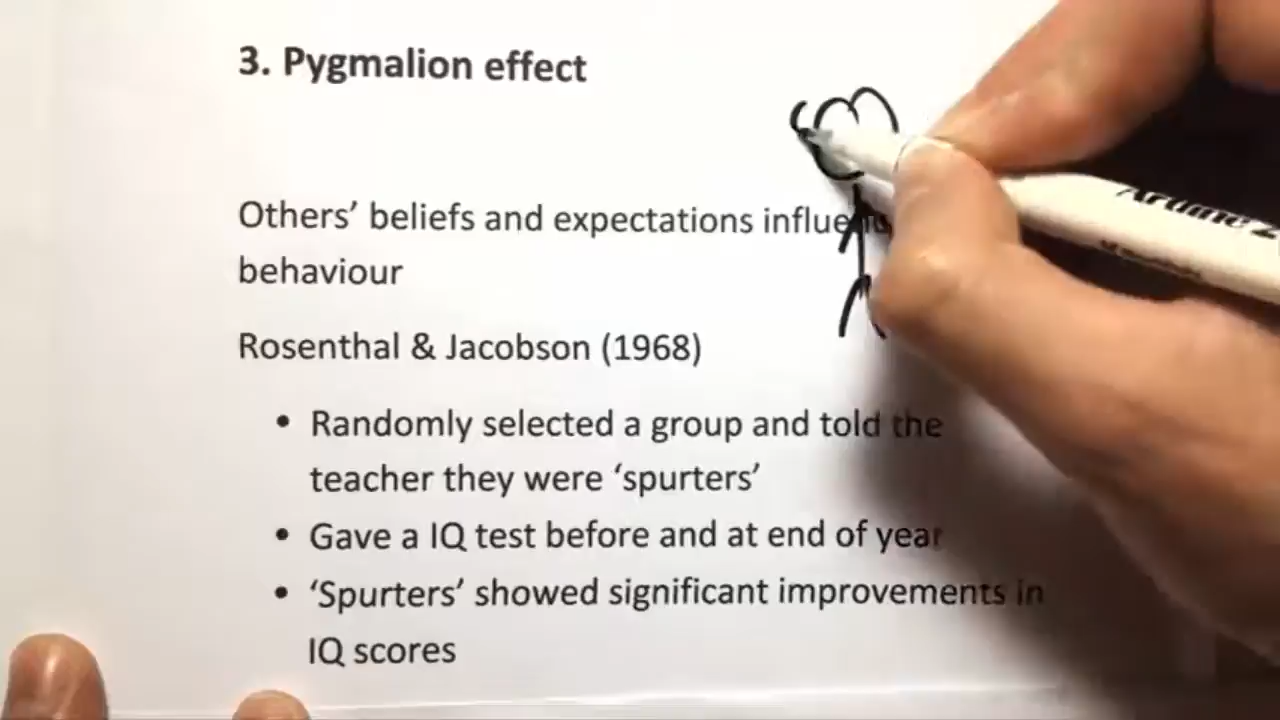 3. Pygmalion effect
Others’ beliefs and expectations
behaviour
Rosenthal & Jacobson (1968)
• Randomly selected a group and told the
teacher they were ‘spurters’
• Gave a IQ test before and at end of year
• ‘Spurters’ showed significant improvements in
IQ scores
Artline